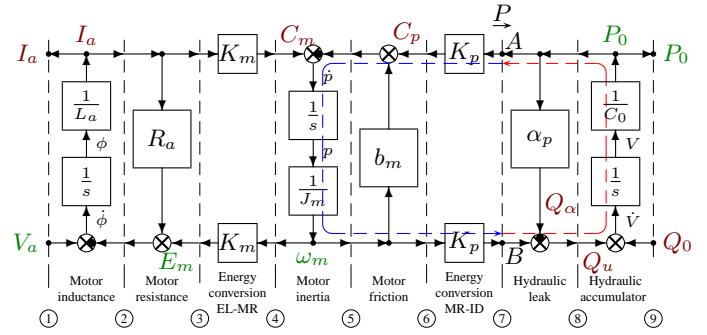 P
I_a C_m C_p A P_0
I_a K_m K_p P_0
ṗ
1/L_a 1/s 1/C_0
ϕ R_a p b_m α_p V
1/s 1/J_m 1/s
ϕ̇ Q_α V̇
V_a K_m K_p Q_0
E_m ω_m B Q_u
Motor inductance
Motor resistance
Energy conversion EL-MR
Motor inertia
Motor friction
Energy conversion MR-ID
Hydraulic leak
Hydraulic accumulator
1 2 3 4 5 6 7 8 9